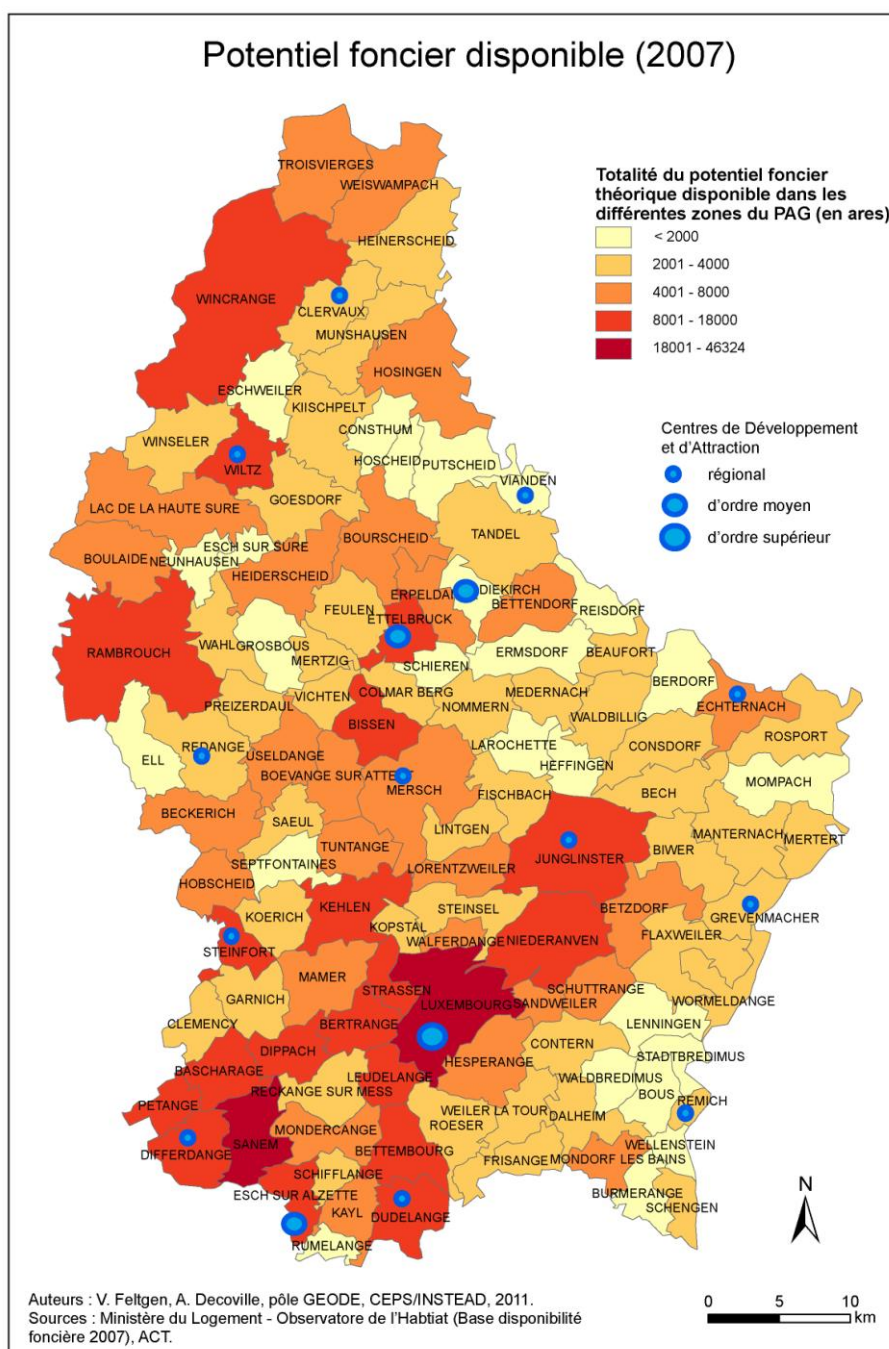 Potentiel foncier disponible (2007)
Totalité du potentiel foncier
théorique disponible dans les
différentes zones du PAG (en ares)
< 2000
2001 - 4000
4001 - 8000
8001 - 18000
18001 - 46324
Centres de Développement
et d'Attraction
régional
d'ordre moyen
d'ordre supérieur
TROISVIERGES
WEISWAMPACH
HEINERSCHEID
WINCRANGE
CLERVAUX
MUNSHAUSEN
HOSINGEN
ESCHWEILER
KIISCHPELT
CONSTHUM
WINSELER
HOSCHEID
PUTSCHEID
WILTZ
VIANDEN
GOESDORF
LAC DE LA HAUTE SURE
BOURSCHEID
TANDEL
ESCH SUR SURE
BOULAIDE
NEUNHAUSEN
HEIDERSCHEID
ERPELDAN
DIEKIRCH
BETTENDORF
REISDORF
FEULEN
ETTELBRUCK
RAMBROUCH
WAHL
GROSBOUS
MERTZIG
SCHIEREN
ERMSDORF
BEAUFORT
BERDORF
VICHTEN
COLMAR BERG
MEDERNACH
ECHTERNACH
PREIZERDAUL
NOMMERN
WALDBILLIG
ROSPORT
BISSEN
ELL
REDANGE
USELDANGE
LAROCHETTE
CONSDORF
HEFFINGEN
BOEVANGE SUR ATTE
MERSCH
MOMPACH
FISCHBACH
BECH
BECKERICH
SAEUL
LINTGEN
MANTERNACH
MERTERT
TUNTANGE
JUNGLINSTER
BIWER
SEPTFONTAINES
LORENTZWEILER
HOBSCHEID
KEHLEN
STEINSEL
BETZDORF
GREVENMACHER
KOERICH
KOPSTAL
FLAXWEILER
STEINFORT
WALFERDANGE
NIEDERANVEN
MAMER
STRASSEN
SCHUTTRANGE
GARNICH
LUXEMBOURG
SANDWEILER
WORMELDANGE
CLEMENCY
BERTRANGE
LENNINGEN
DIPPACH
CONTERN
STADTBREDIMUS
BASCHARAGE
HESPERANGE
LEUDELANGE
WALDBREDIMUS
RECKANGE SUR MESS
BOUS
REMICH
PETANGE
WEILER LA TOUR
DALHEIM
MONDERCANGE
ROESER
SANEM
WELLENSTEIN
DIFFERDANGE
BETTEMBOURG
FRISANGE
MONDORF LES BAINS
SCHIFFLANGE
ESCH SUR ALZETTE
BURMERANGE
KAYL
DUDELANGE
SCHENGEN
RUMELANGE
N
0 5 10
km
Auteurs : V. Feltgen, A. Decoville, pôle GEODE, CEPS/INSTEAD, 2011.
Sources : Ministère du Logement - Observatore de l'Habtiat (Base disponibilité
foncière 2007), ACT.